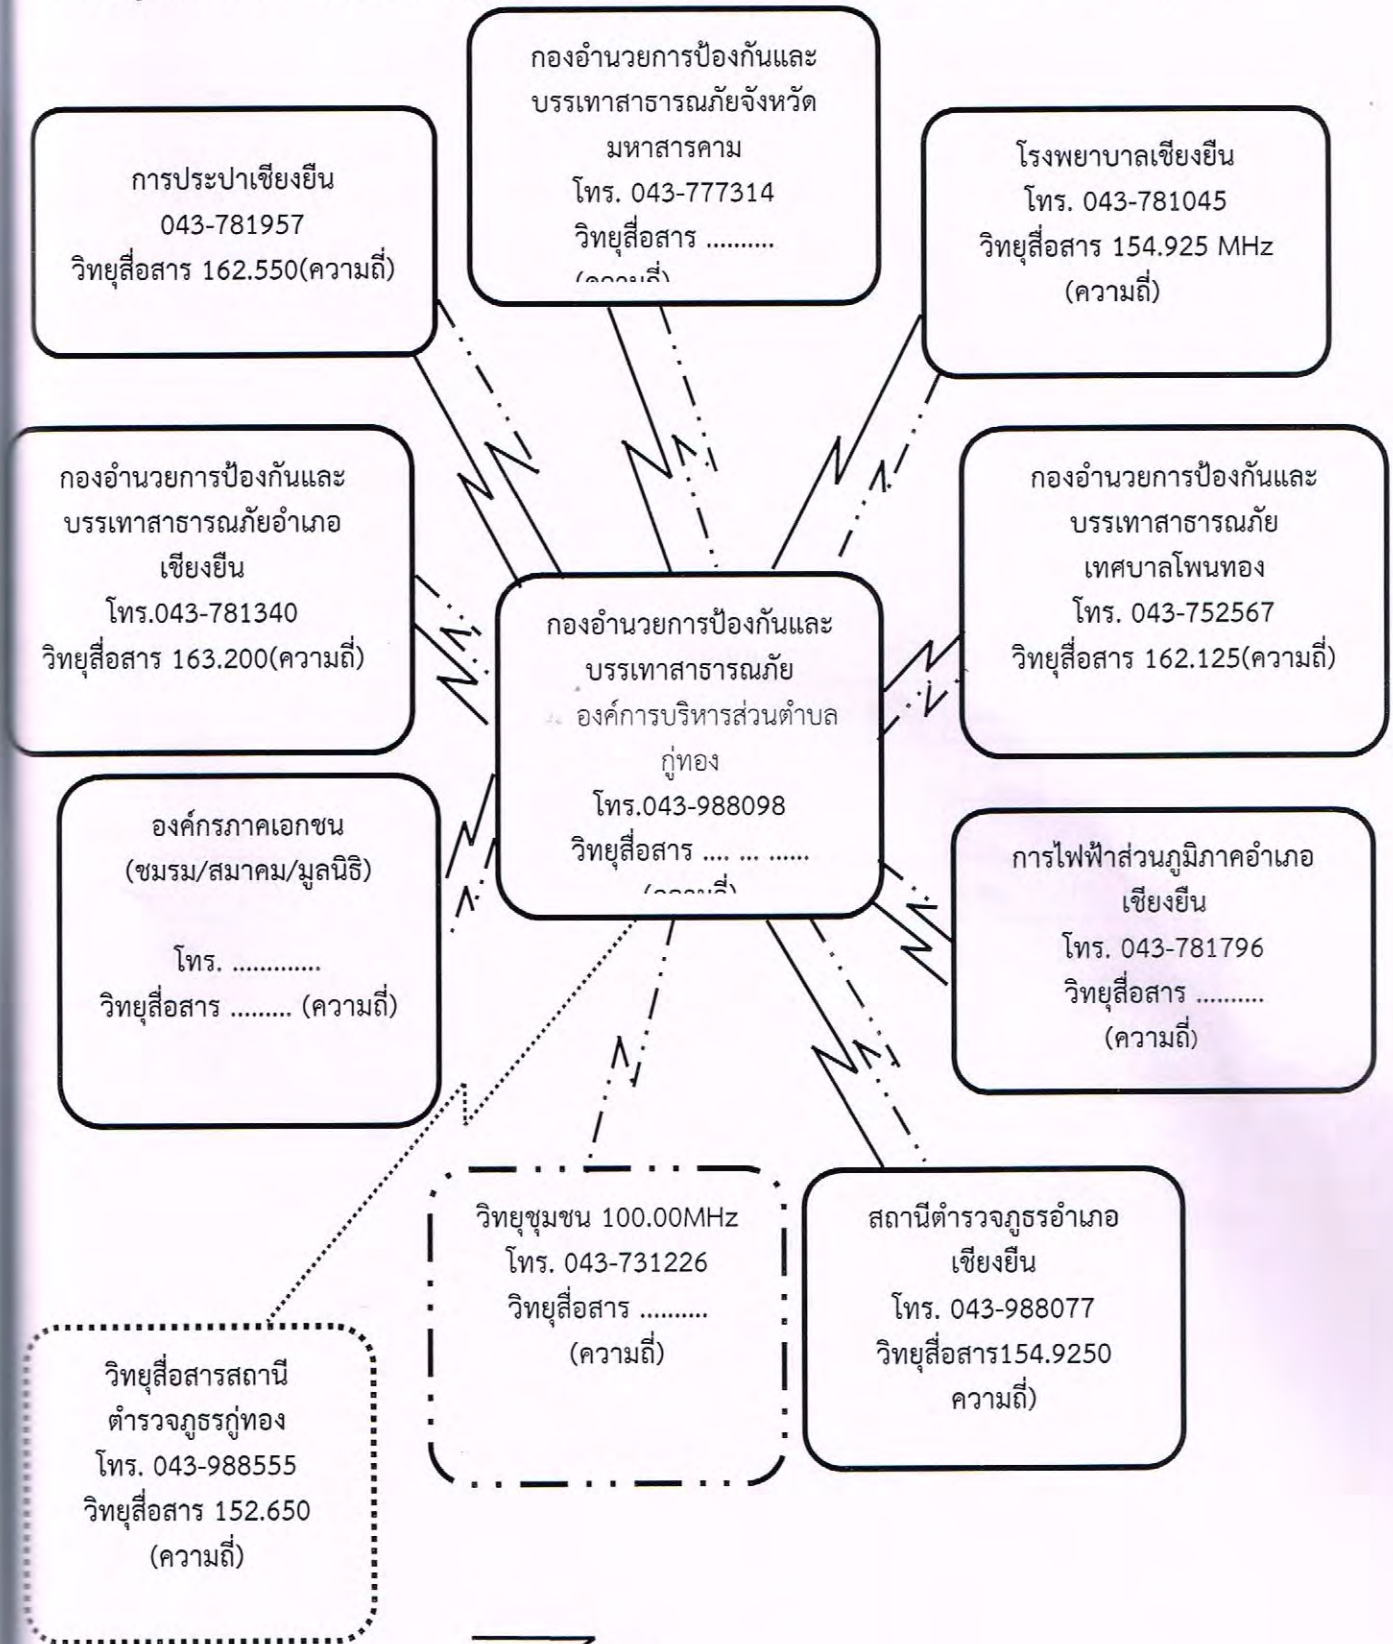 กองอำนวยการป้องกันและ
บรรเทาสาธารณภัยจังหวัด
มหาสารคาม
โทร. 043-777314
วิทยุสื่อสาร ..........
(ความถี่)
การประปาเชียงยืน
043-781957
วิทยุสื่อสาร 162.550(ความถี่)
โรงพยาบาลเชียงยืน
โทร. 043-781045
วิทยุสื่อสาร 154.925 MHz
(ความถี่)
กองอำนวยการป้องกันและ
บรรเทาสาธารณภัยอำเภอ
เชียงยืน
โทร.043-781340
วิทยุสื่อสาร 163.200(ความถี่)
กองอำนวยการป้องกันและ
บรรเทาสาธารณภัย
เทศบาลโพนทอง
โทร. 043-752567
วิทยุสื่อสาร 162.125(ความถี่)
กองอำนวยการป้องกันและ
บรรเทาสาธารณภัย
องค์การบริหารส่วนตำบล
กู่ทอง
โทร.043-988098
วิทยุสื่อสาร .... ... ......
(ความถี่)
องค์กรภาคเอกชน
(ชมรม/สมาคม/มูลนิธิ)
โทร. .............
วิทยุสื่อสาร ......... (ความถี่)
การไฟฟ้าส่วนภูมิภาคอำเภอ
เชียงยืน
โทร. 043-781796
วิทยุสื่อสาร ..........
(ความถี่)
วิทยุชุมชน 100.00MHz
โทร. 043-731226
วิทยุสื่อสาร ..........
(ความถี่)
สถานีตำรวจภูธรอำเภอ
เชียงยืน
โทร. 043-988077
วิทยุสื่อสาร154.9250
ความถี่)
วิทยุสื่อสารสถานี
ตำรวจภูธรกู่ทอง
โทร. 043-988555
วิทยุสื่อสาร 152.650
(ความถี่)